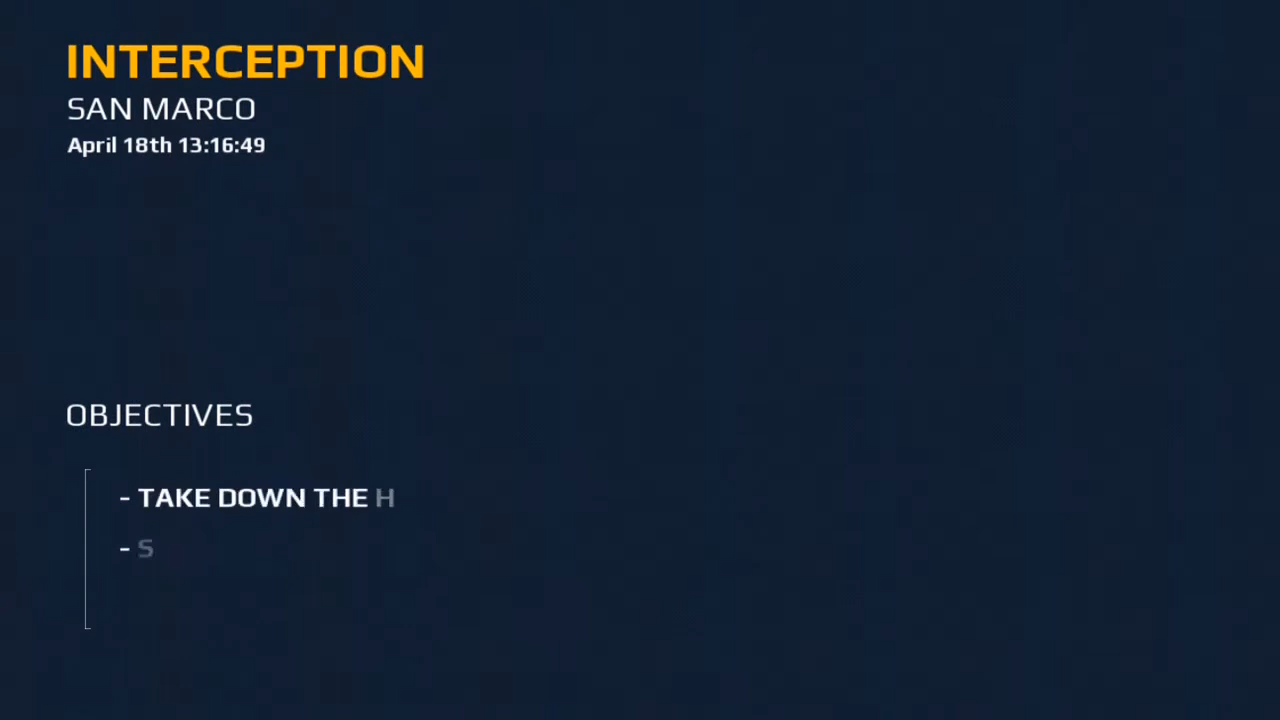 INTERCEPTION
SAN MARCO
April 18th 13:16:49
OBJECTIVES
- TAKE DOWN THE H
- S